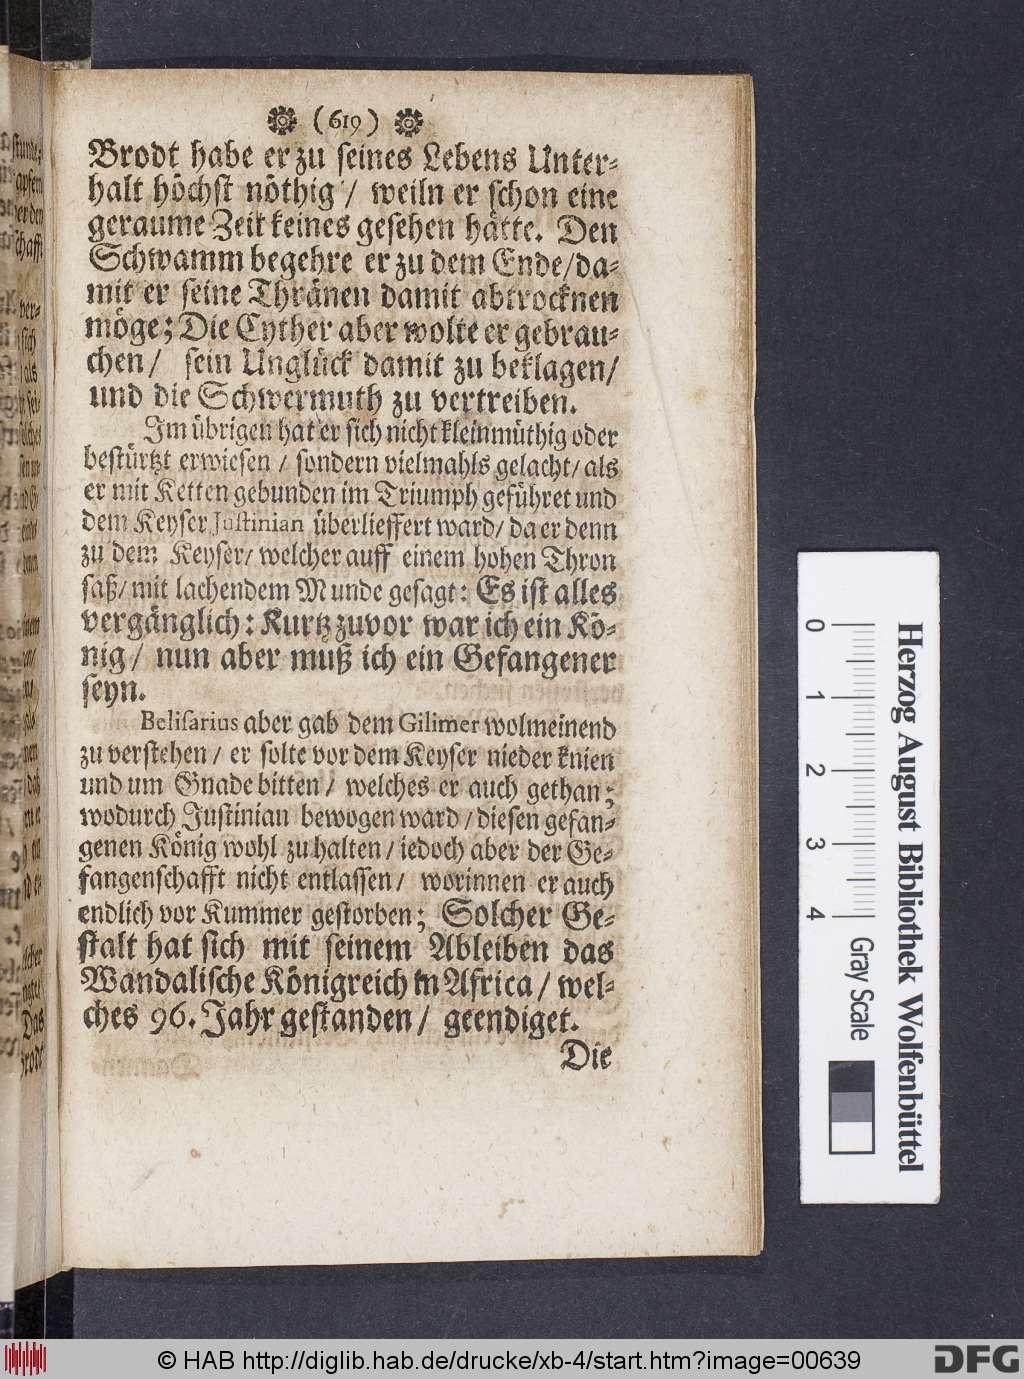 (619)
Brodt habe er zu seines Lebens Unter-
halt höchst nöthig / weiln er schon eine
geraume Zeit keines gesehen hätte. Den
Schwamm begehre er zu dem Ende/da-
mit er seine Thränen damit abtrocknen
möge; Die Cyther aber wolte er gebrau-
chen / sein Unglück damit zu beklagen/
und die Schwermuth zu vertreiben.
Im übrigen hat er sich nicht kleinmüthig oder
bestürtzt erwiesen / sondern vielmahls gelacht/ als
er mit Ketten gebunden im Triumph geführet und
dem Keyser Justinian überlieffert ward/ da er denn
zu dem Keyser/ welcher auff einem hohen Thron
saß/ mit lachendem Munde gesagt: Es ist alles
vergänglich: Kurtz zuvor war ich ein Kö-
nig/ nun aber muß ich ein Gefangener
seyn.
Belisarius aber gab dem Gilimer wolmeinend
zu verstehen/ er solte vor dem Keyser nieder knien
und um Gnade bitten/ welches er auch gethan;
wodurch Justinian bewogen ward/ diesen gefan-
genen König wohl zu halten/ iedoch aber der Ge-
fangenschafft nicht entlassen/ worinnen er auch
endlich vor Kummer gestorben; Solcher Ge-
stalt hat sich mit seinem Ableiben das
Wandalische Königreich in Africa/ wel-
ches 96. Jahr gestanden/ geendiget.
Die
0 1 2 3 4
Gray Scale
Herzog August Bibliothek Wolfenbüttel
© HAB http://diglib.hab.de/drucke/xb-4/start.htm?image=00639
DFG